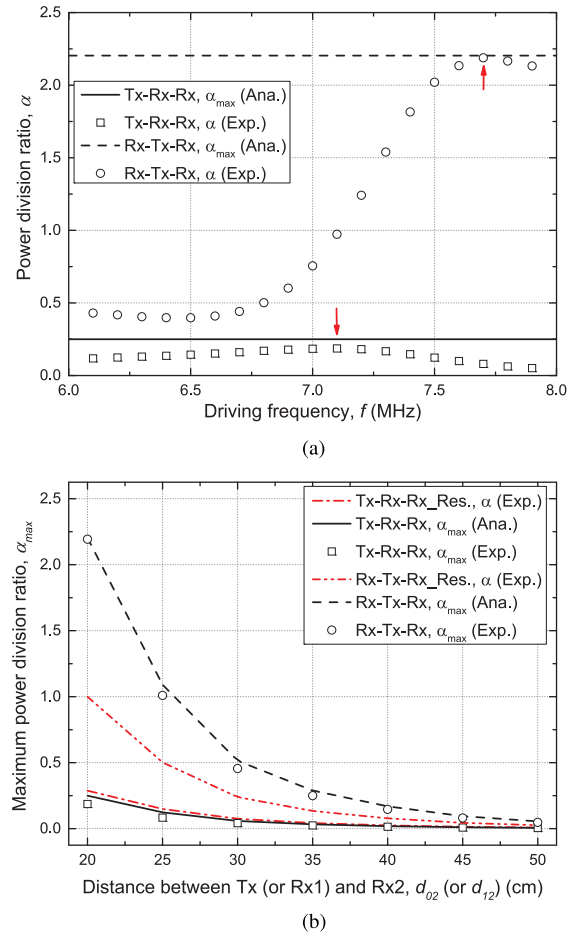 2.5
2.0
1.5
1.0
0.5
0.0
Power division ratio, α
Tx-Rx-Rx, αmax (Ana.)
Tx-Rx-Rx, α (Exp.)
Rx-Tx-Rx, αmax (Ana.)
Rx-Tx-Rx, α (Exp.)
6.0 6.5 7.0 7.5 8.0
Driving frequency, f (MHz)
(a)
2.5
2.0
1.5
1.0
0.5
0.0
Maximum power division ratio, αmax
Tx-Rx-Rx_Res., α (Exp.)
Tx-Rx-Rx, αmax (Ana.)
Tx-Rx-Rx, αmax (Exp.)
Rx-Tx-Rx_Res., α (Exp.)
Rx-Tx-Rx, αmax (Ana.)
Rx-Tx-Rx, αmax (Exp.)
20 25 30 35 40 45 50
Distance between Tx (or Rx1) and Rx2, d02 (or d12) (cm)
(b)